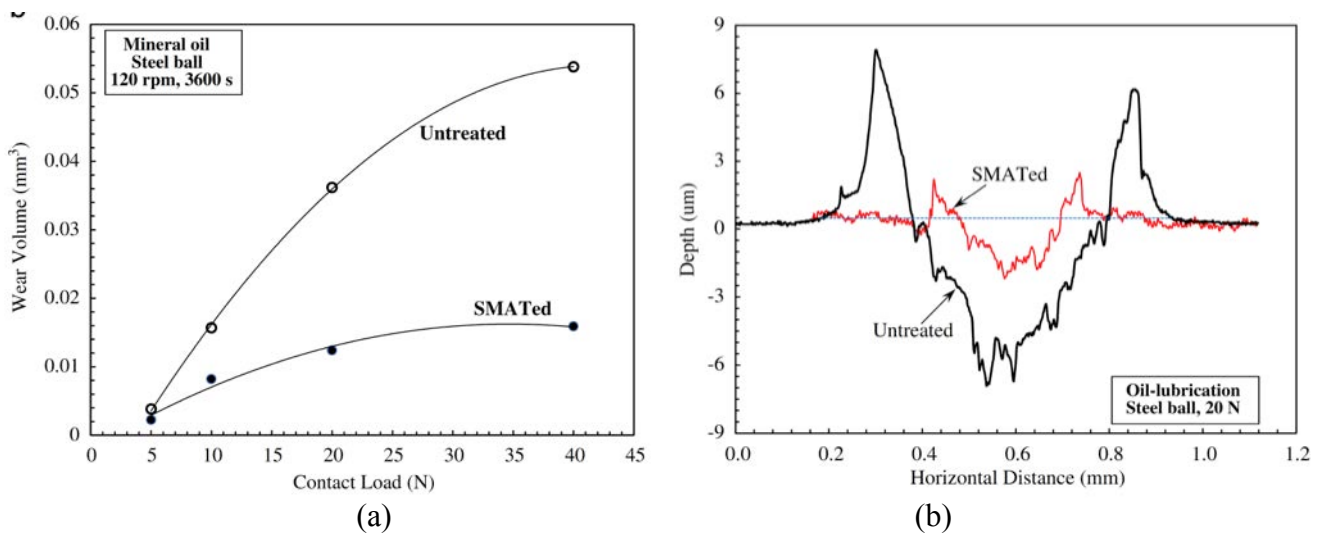 0.06
0.05
0.04
0.03
0.02
0.01
0
Wear Volume (mm³)
Mineral oil
Steel ball
120 rpm, 3600 s
Untreated
SMATed
0 5 10 15 20 25 30 35 40 45
Contact Load (N)
(a)
9
6
3
0
-3
-6
-9
Depth (um)
SMATed
Untreated
Oil-lubrication
Steel ball, 20 N
0.0 0.2 0.4 0.6 0.8 1.0 1.2
Horizontal Distance (mm)
(b)